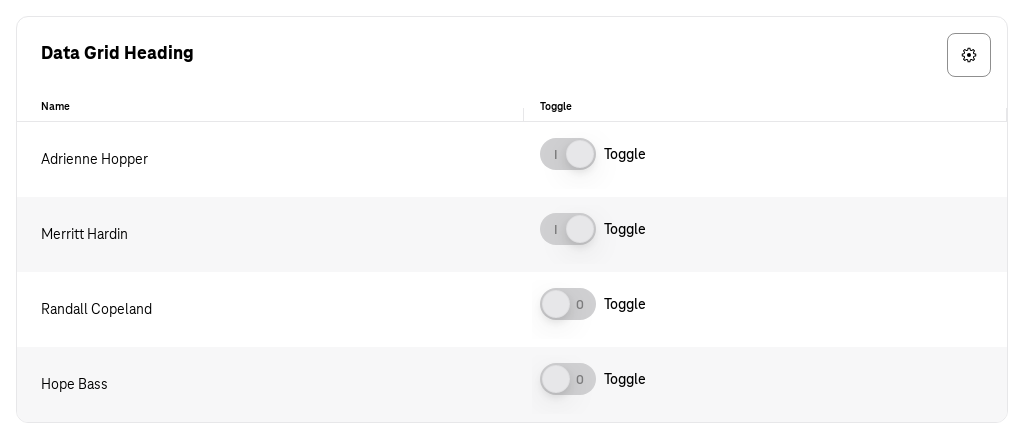 Data Grid Heading
Name Toggle
Adrienne Hopper I Toggle
Merritt Hardin I Toggle
Randall Copeland O Toggle
Hope Bass O Toggle